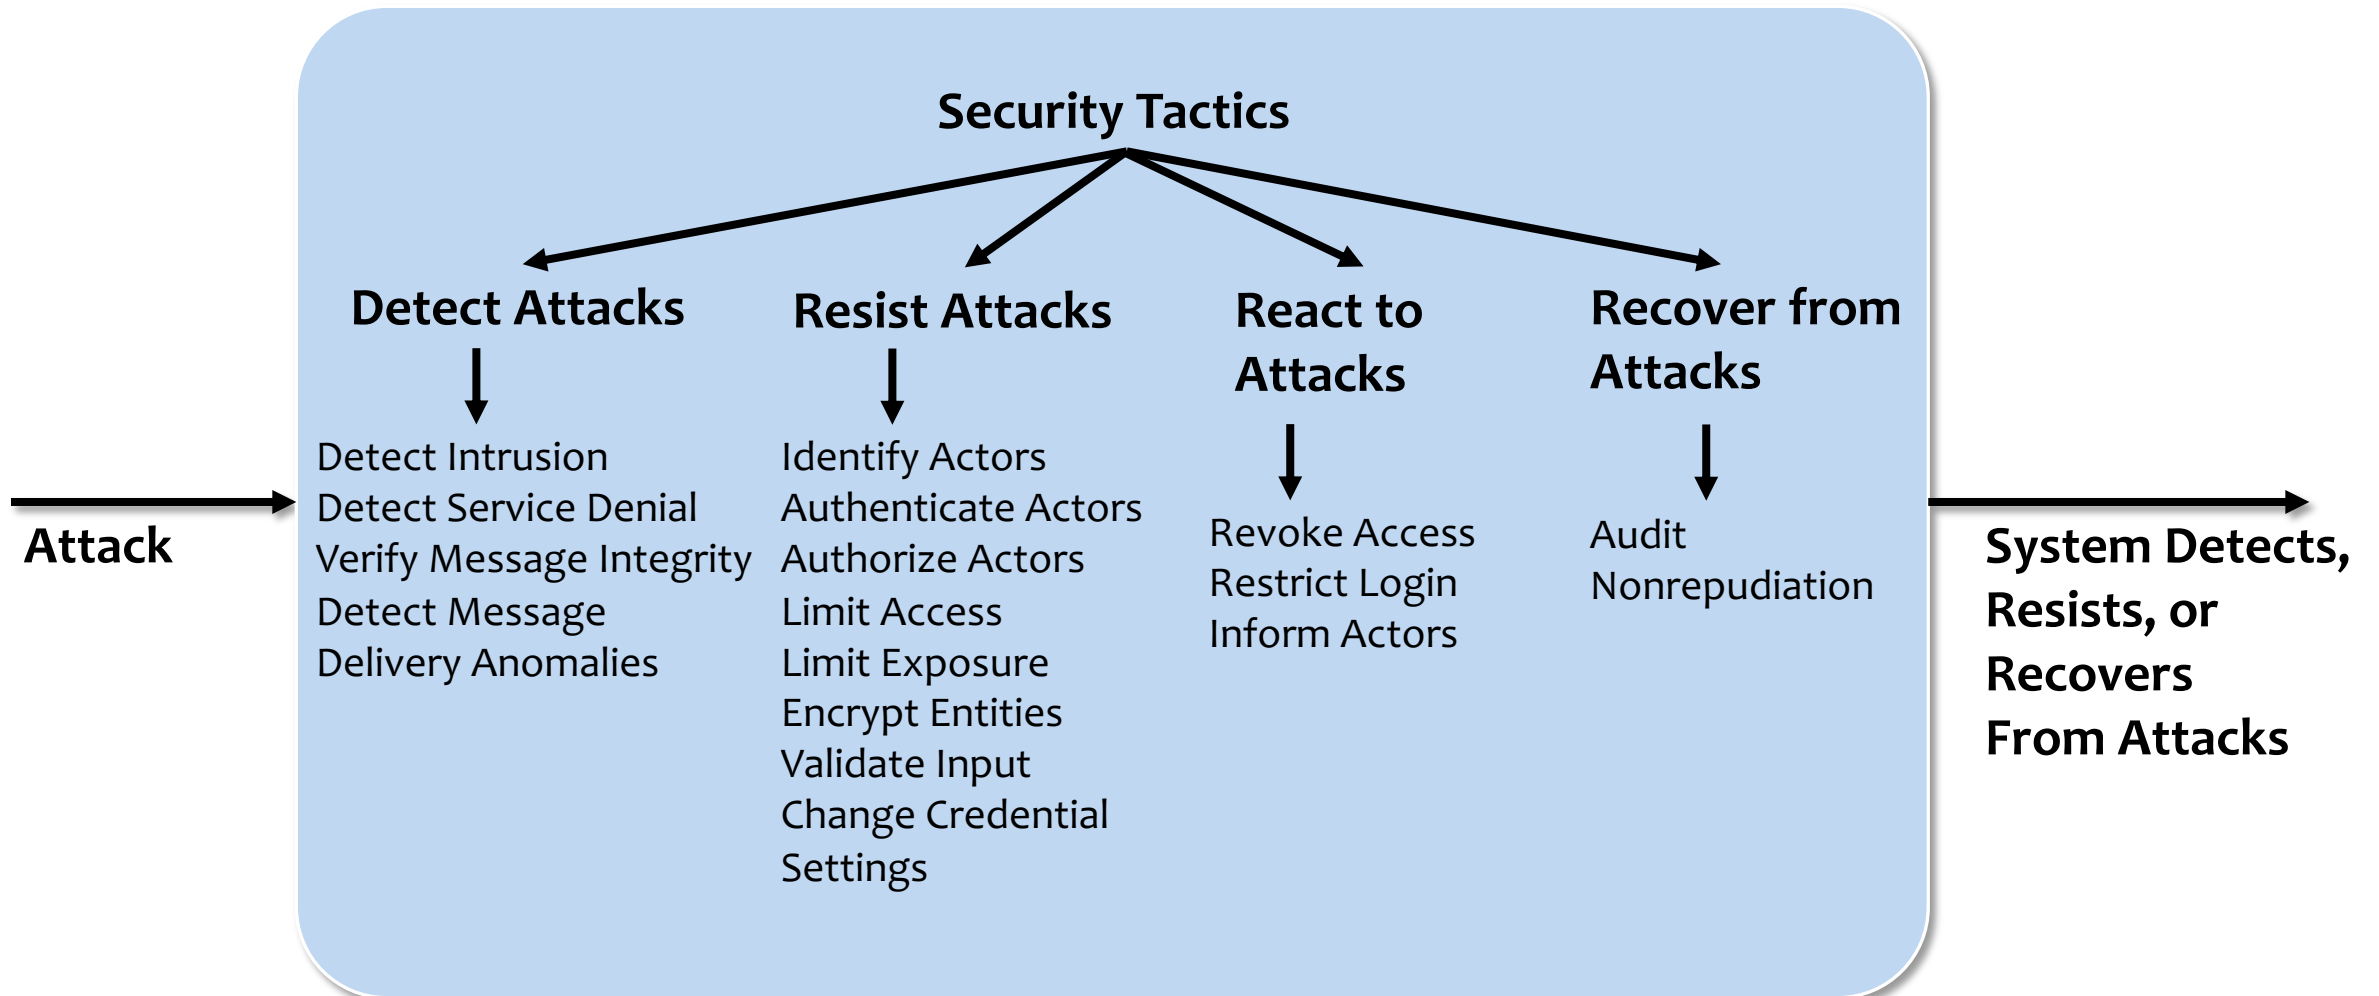 Security Tactics
Detect Attacks
Resist Attacks
React to
Attacks
Recover from
Attacks
Detect Intrusion
Detect Service Denial
Verify Message Integrity
Detect Message
Delivery Anomalies
Identify Actors
Authenticate Actors
Authorize Actors
Limit Access
Limit Exposure
Encrypt Entities
Validate Input
Change Credential
Settings
Revoke Access
Restrict Login
Inform Actors
Audit
Nonrepudiation
Attack
System Detects,
Resists, or
Recovers
From Attacks